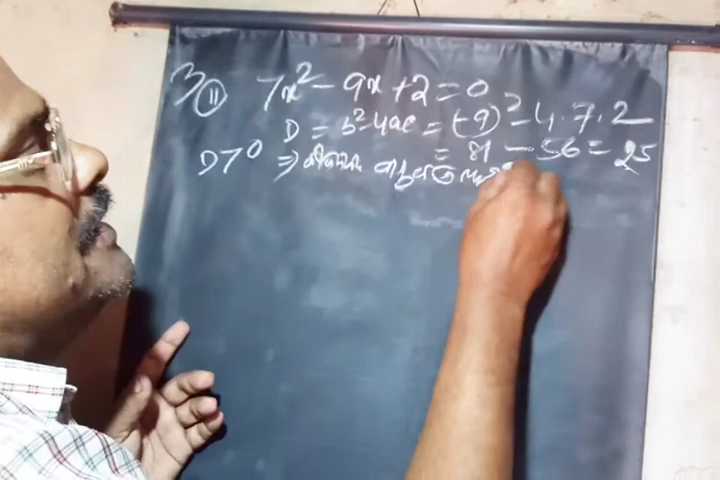 3) (ii) 7x² - 9x + 2 = 0
D = b² - 4ac = (-9)² - 4.7.2
= 81 - 56 = 25
D > 0 ⇒